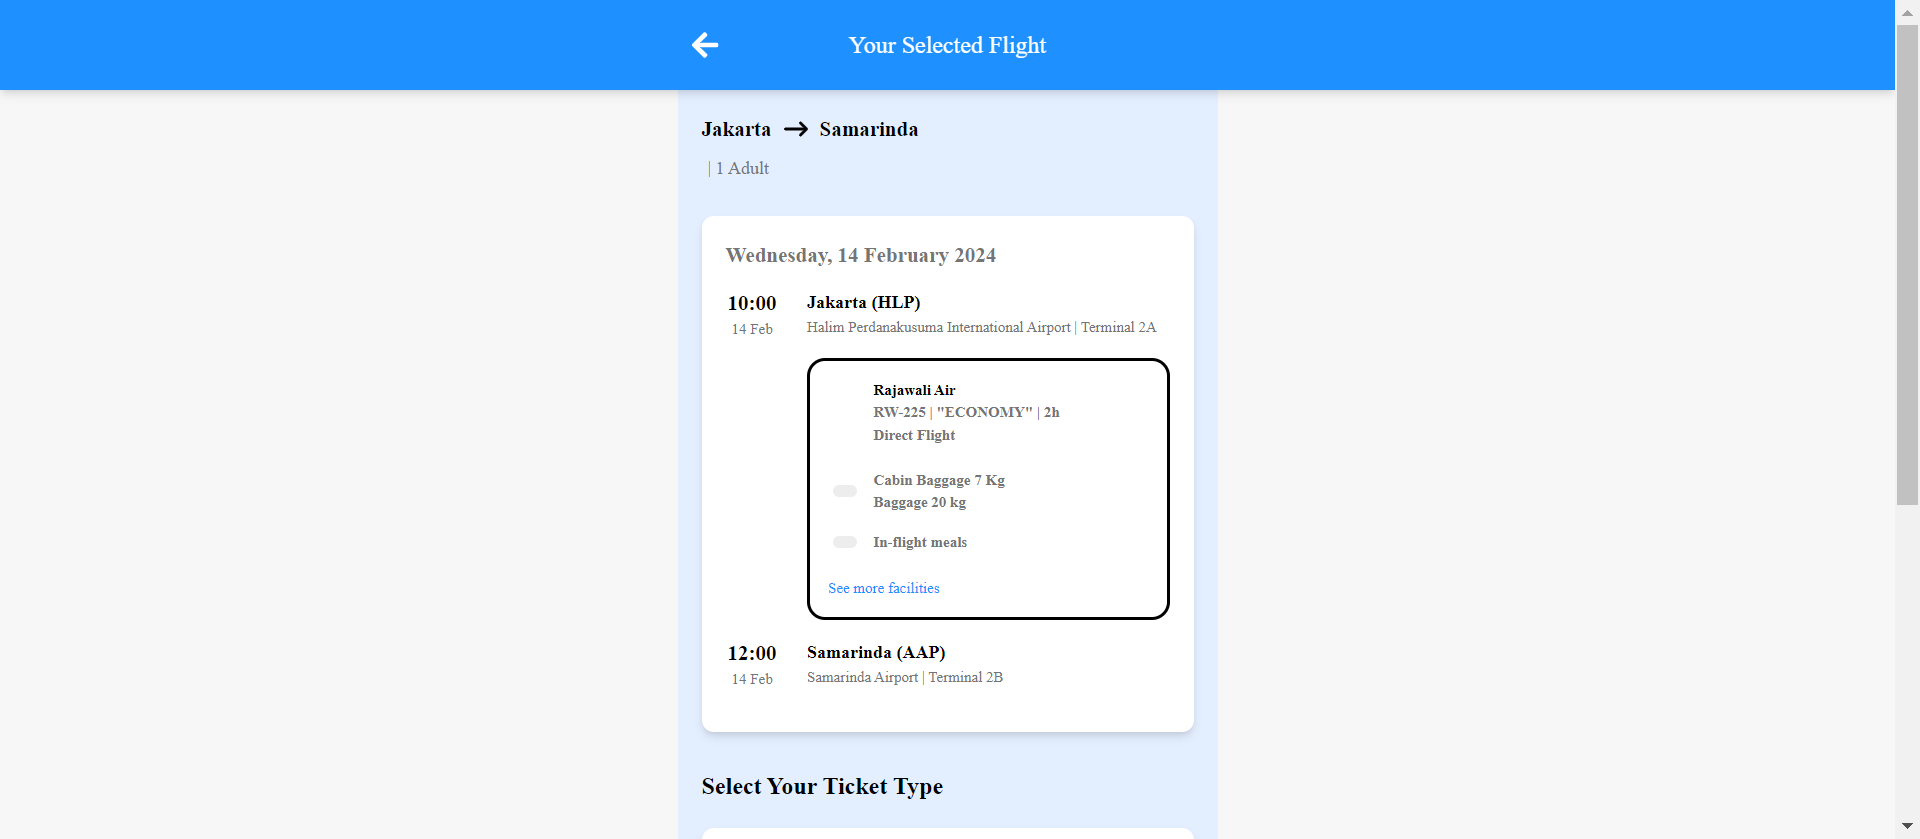 Your Selected Flight
Jakarta → Samarinda
| 1 Adult
Wednesday, 14 February 2024
10:00 Jakarta (HLP)
14 Feb Halim Perdanakusuma International Airport | Terminal 2A
Rajawali Air
RW-225 | "ECONOMY" | 2h
Direct Flight
Cabin Baggage 7 Kg
Baggage 20 kg
In-flight meals
See more facilities
12:00 Samarinda (AAP)
14 Feb Samarinda Airport | Terminal 2B
Select Your Ticket Type